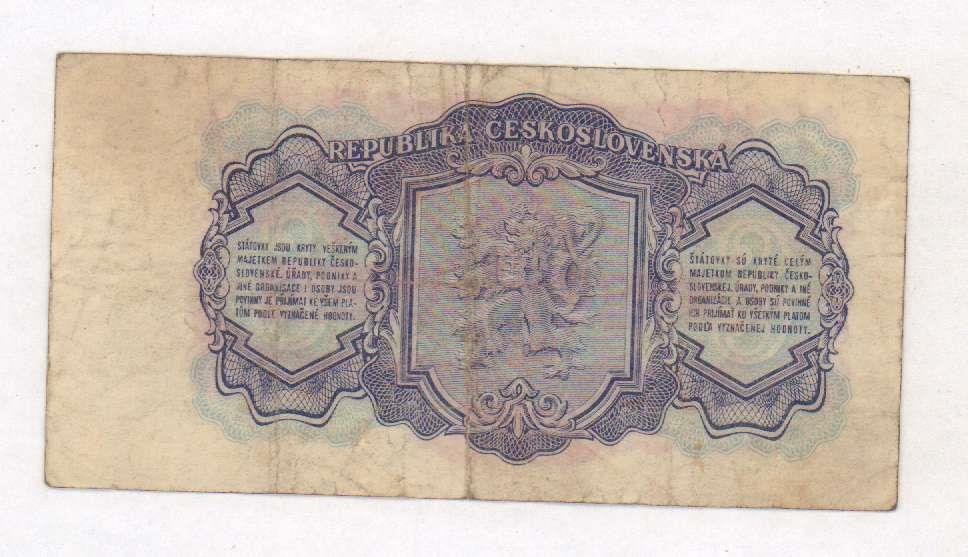 REPUBLIKA ČESKOSLOVENSKÁ
STÁTOVKY JSOU KRYTY VEŠKERÝM
MAJETKEM REPUBLIKY ČESKO-
SLOVENSKÉ. ÚŘADY, PODNIKY A
JINÉ ORGANISACE I OSOBY JSOU
POVINNY JE PŘIJÍMAT KE VŠEM PLA-
TŮM PODLE VYZNAČENÉ HODNOTY.
ŠTÁTOVKY SÚ KRYTÉ CELÝM
MAJETKOM REPUBLIKY ČESKO-
SLOVENSKEJ. ÚRADY, PODNIKY A INÉ
ORGANIZÁCIE A OSOBY SÚ POVINNÉ
ICH PRIJÍMAŤ KU VŠETKÝM PLATOM
PODĽA VYZNAČENEJ HODNOTY.